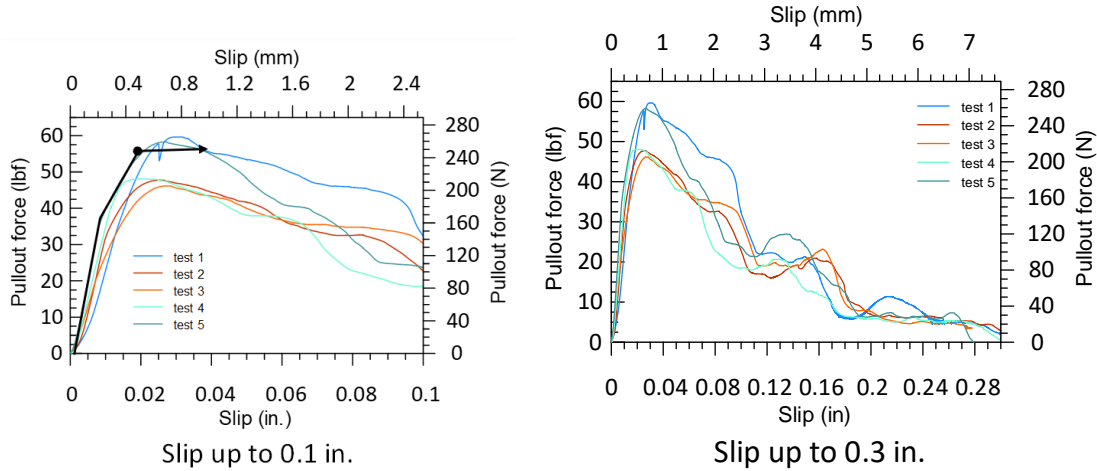 Slip (mm)
0 0.4 0.8 1.2 1.6 2 2.4
Pullout force (lbf)
60
50
40
30
20
10
0
280
240
200
160
120
80
40
0
Pullout force (N)
test 1
test 2
test 3
test 4
test 5
0 0.02 0.04 0.06 0.08 0.1
Slip (in.)
Slip up to 0.1 in.
Slip (mm)
0 1 2 3 4 5 6 7
Pullout force (lbf)
60
50
40
30
20
10
0
280
240
200
160
120
80
40
0
Pullout force (N)
test 1
test 2
test 3
test 4
test 5
0 0.04 0.08 0.12 0.16 0.2 0.24 0.28
Slip (in)
Slip up to 0.3 in.